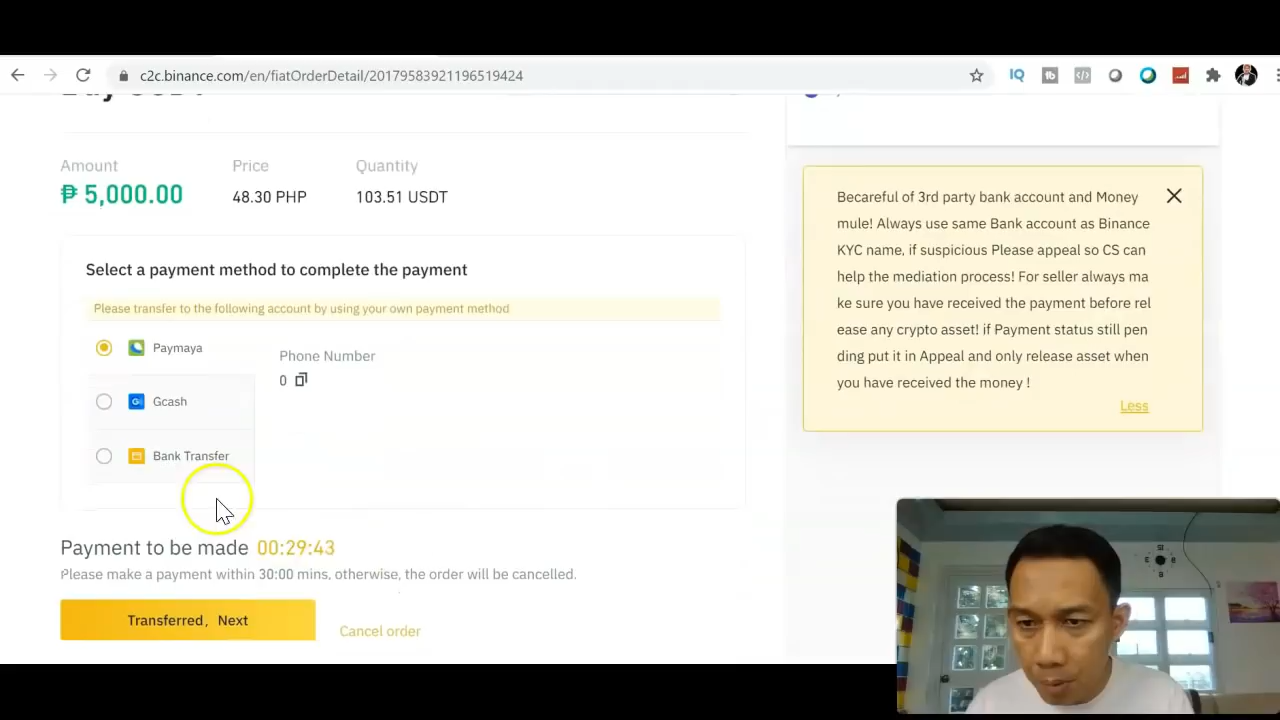 c2c.binance.com/en/fiatOrderDetail/20179583921196519424
Amount
₱ 5,000.00
Price
48.30 PHP
Quantity
103.51 USDT
Select a payment method to complete the payment
Please transfer to the following account by using your own payment method
Paymaya
Gcash
Bank Transfer
Phone Number
0
Payment to be made 00:29:43
Please make a payment within 30:00 mins, otherwise, the order will be cancelled.
Transferred, Next
Cancel order
Becareful of 3rd party bank account and Money
mule! Always use same Bank account as Binance
KYC name, if suspicious Please appeal so CS can
help the mediation process! For seller always ma
ke sure you have received the payment before rel
ease any crypto asset! if Payment status still pen
ding put it in Appeal and only release asset when
you have received the money !
Less